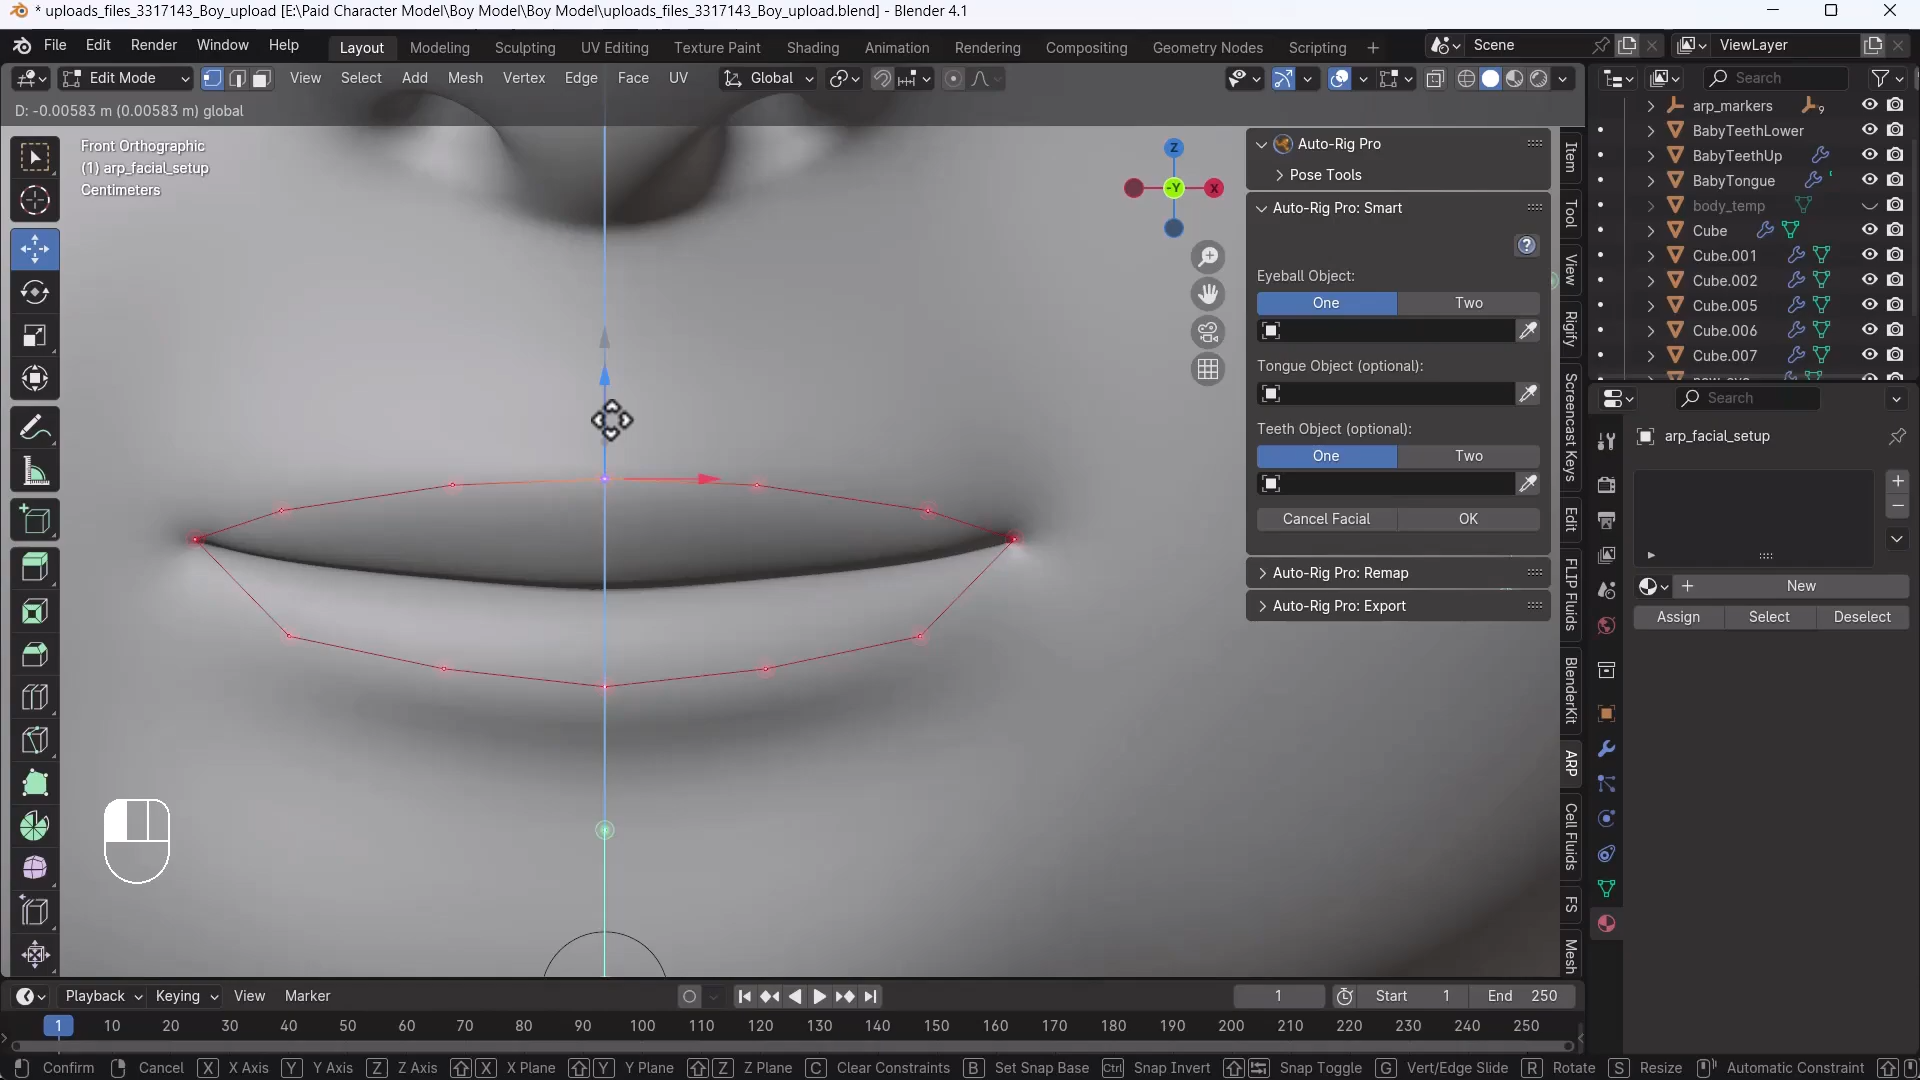 * uploads_files_3317143_Boy_upload [E:\Paid Character Model\Boy Model\Boy Model\uploads_files_3317143_Boy_upload.blend] - Blender 4.1
File Edit Render Window Help Layout Modeling Sculpting UV Editing Texture Paint Shading Animation Rendering Compositing Geometry Nodes Scripting + Scene ViewLayer
Edit Mode View Select Add Mesh Vertex Edge Face UV Global Search
D: -0.00583 m (0.00583 m) global
Front Orthographic
(1) arp_facial_setup
Centimeters
Z
-Y
X
Auto-Rig Pro
Pose Tools
Auto-Rig Pro: Smart
?
Eyeball Object:
One Two
Tongue Object (optional):
Teeth Object (optional):
One Two
Cancel Facial OK
Auto-Rig Pro: Remap
Auto-Rig Pro: Export
Item
Tool
View
Rigify
Screencast Keys
Edit
FLIP Fluids
BlenderKit
ARP
Cell Fluids
FS
Mesh
arp_markers 9
BabyTeethLower
BabyTeethUp
BabyTongue
body_temp
Cube
Cube.001
Cube.002
Cube.005
Cube.006
Cube.007
Search
arp_facial_setup
New
Assign Select Deselect
Playback Keying View Marker 1 Start 1 End 250
1 10 20 30 40 50 60 70 80 90 100 110 120 130 140 150 160 170 180 190 200 210 220 230 240 250
Confirm Cancel X X Axis Y Y Axis Z Z Axis X X Plane Y Y Plane Z Z Plane C Clear Constraints B Set Snap Base Ctrl Snap Invert Snap Toggle G Vert/Edge Slide R Rotate S Resize Automatic Constraint